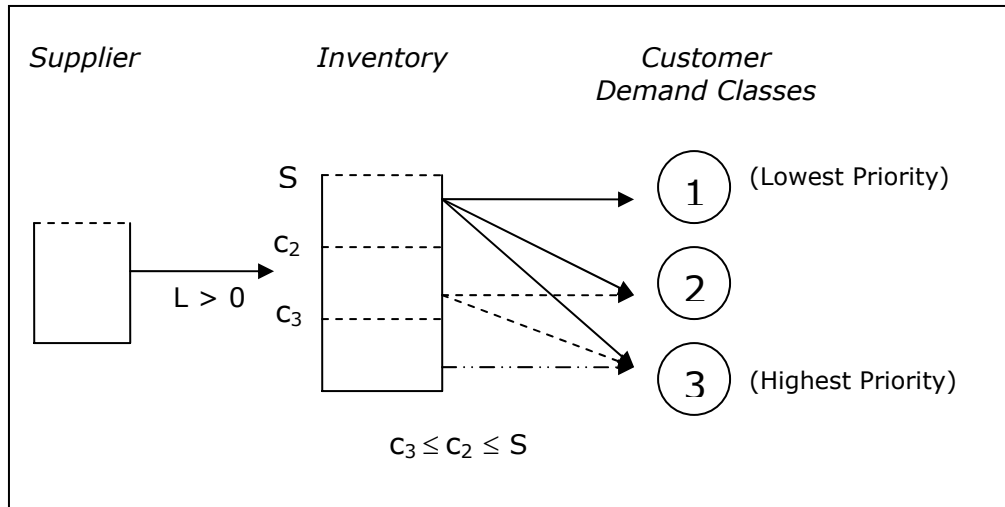 Supplier
Inventory
Customer
Demand Classes
S
c₂
c₃
L > 0
1
(Lowest Priority)
2
3
(Highest Priority)
c₃ ≤ c₂ ≤ S